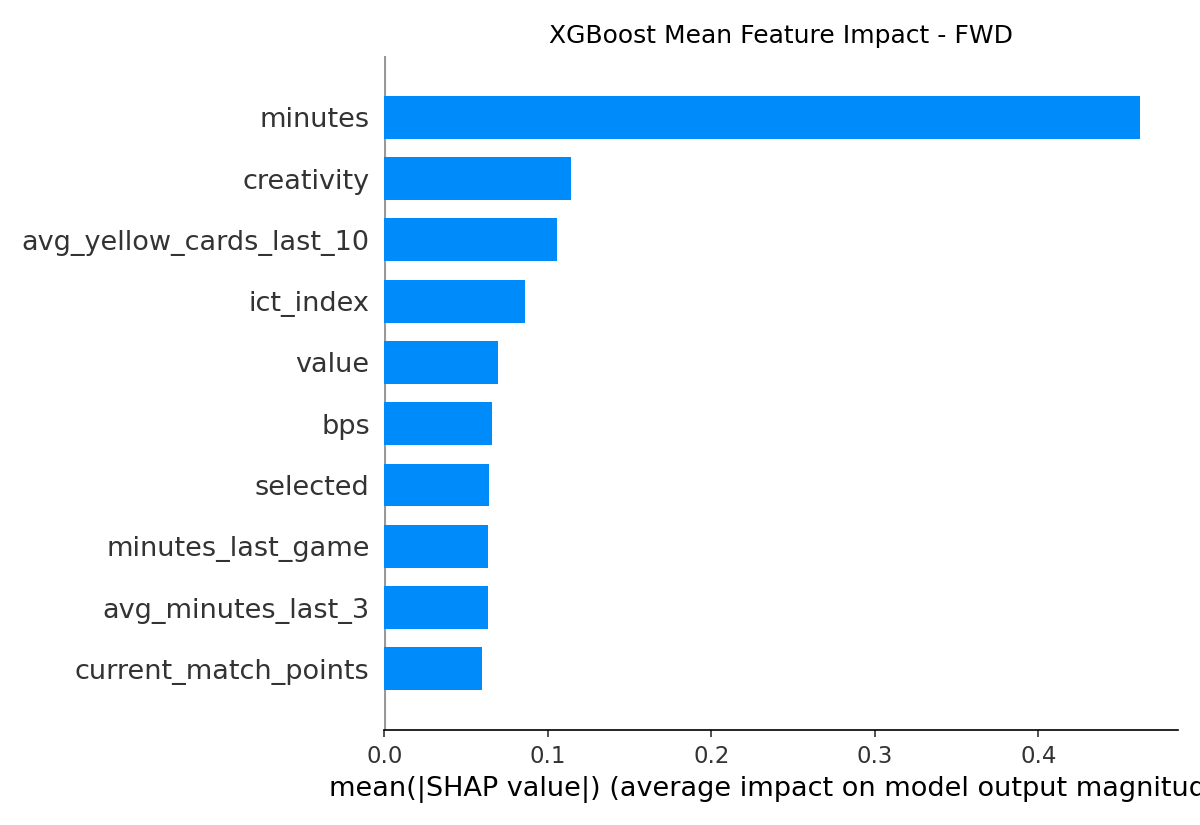 XGBoost Mean Feature Impact - FWD
minutes
creativity
avg_yellow_cards_last_10
ict_index
value
bps
selected
minutes_last_game
avg_minutes_last_3
current_match_points
0.0 0.1 0.2 0.3 0.4
mean(|SHAP value|) (average impact on model output magnitud